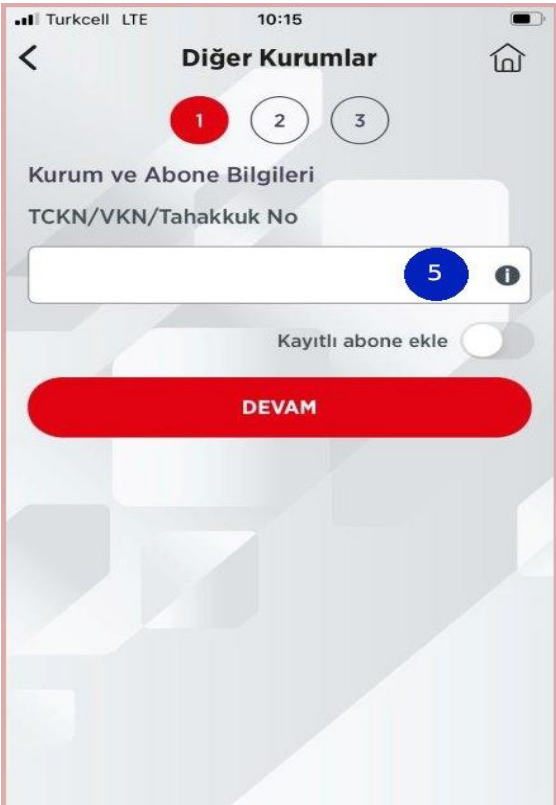 Turkcell LTE 10:15
Diğer Kurumlar
1 2 3
Kurum ve Abone Bilgileri
TCKN/VKN/Tahakkuk No
5 i
Kayıtlı abone ekle
DEVAM